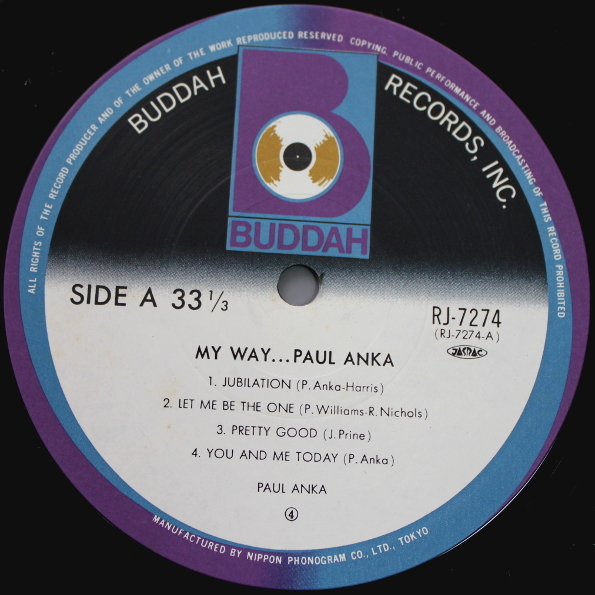 ALL RIGHTS OF THE RECORD PRODUCER AND OF THE OWNER OF THE WORK REPRODUCED RESERVED COPYING, PUBLIC PERFORMANCE AND BROADCASTING OF THIS RECORD PROHIBITED
BUDDAH RECORDS, INC.
B
BUDDAH
SIDE A 33 1/3
RJ-7274
(RJ-7274-A)
JASRAC
MY WAY...PAUL ANKA
1. JUBILATION (P.Anka-Harris)
2. LET ME BE THE ONE (P.Williams-R.Nichols)
3. PRETTY GOOD (J.Prine)
4. YOU AND ME TODAY (P.Anka)
PAUL ANKA
④
MANUFACTURED BY NIPPON PHONOGRAM CO., LTD., TOKYO